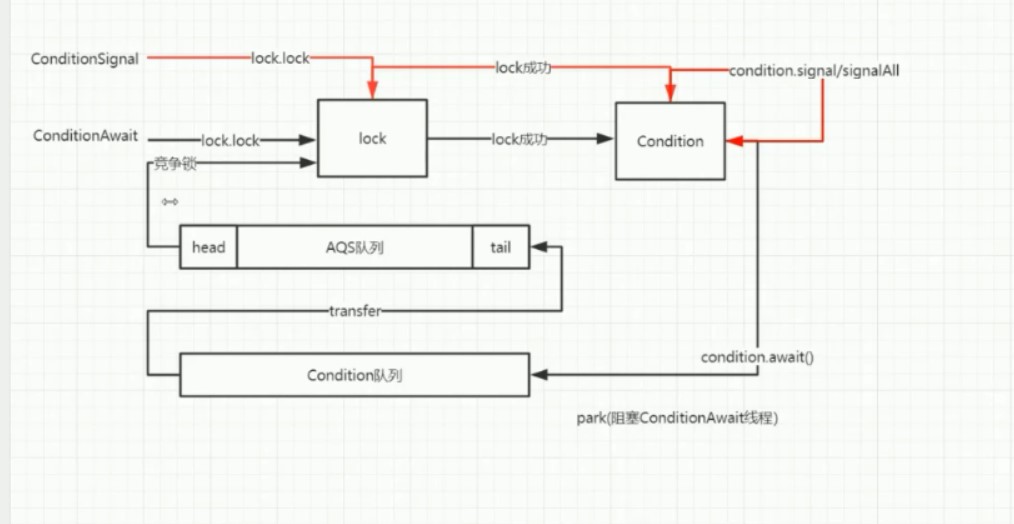 ConditionSignal
lock.lock
lock成功
condition.signal/signalAll
ConditionAwait
lock.lock
lock
lock成功
Condition
竞争锁
head
AQS队列
tail
transfer
condition.await()
Condition队列
park(阻塞ConditionAwait线程)